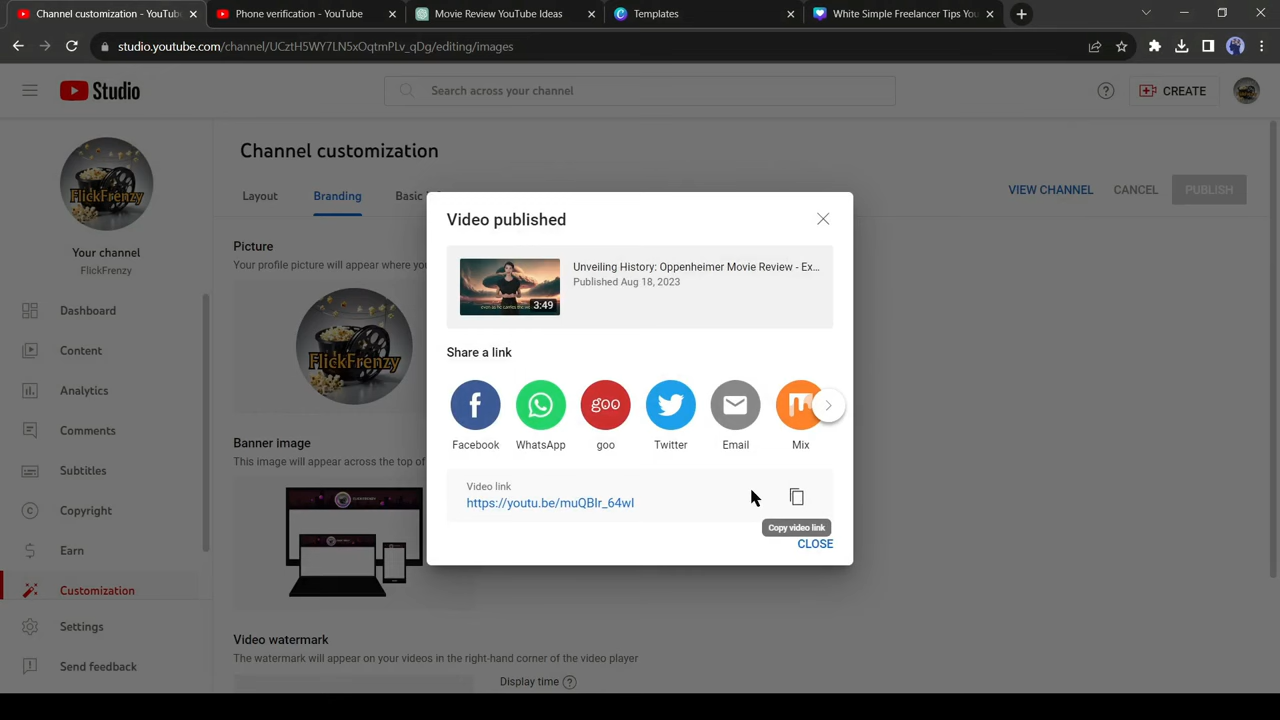 Channel customization - YouTub
Phone verification - YouTube
Movie Review YouTube Ideas
Templates
White Simple Freelancer Tips You
studio.youtube.com/channel/UCztH5WY7LN5xOqtmPLv_qDg/editing/images
Studio
Search across your channel
CREATE
FlickFrenzy
Your channel
FlickFrenzy
Dashboard
Content
Analytics
Comments
Subtitles
Copyright
Earn
Customization
Settings
Send feedback
Channel customization
Layout
Branding
Basic
VIEW CHANNEL
CANCEL
PUBLISH
Picture
Your profile picture will appear where you
FlickFrenzy
Banner image
This image will appear across the top of
Video watermark
The watermark will appear on your videos in the right-hand corner of the video player
Display time
Video published
Unveiling History: Oppenheimer Movie Review - Ex...
Published Aug 18, 2023
3:49
Share a link
goo
Facebook
WhatsApp
goo
Twitter
Email
Mix
Video link
https://youtu.be/muQBIr_64wI
Copy video link
CLOSE